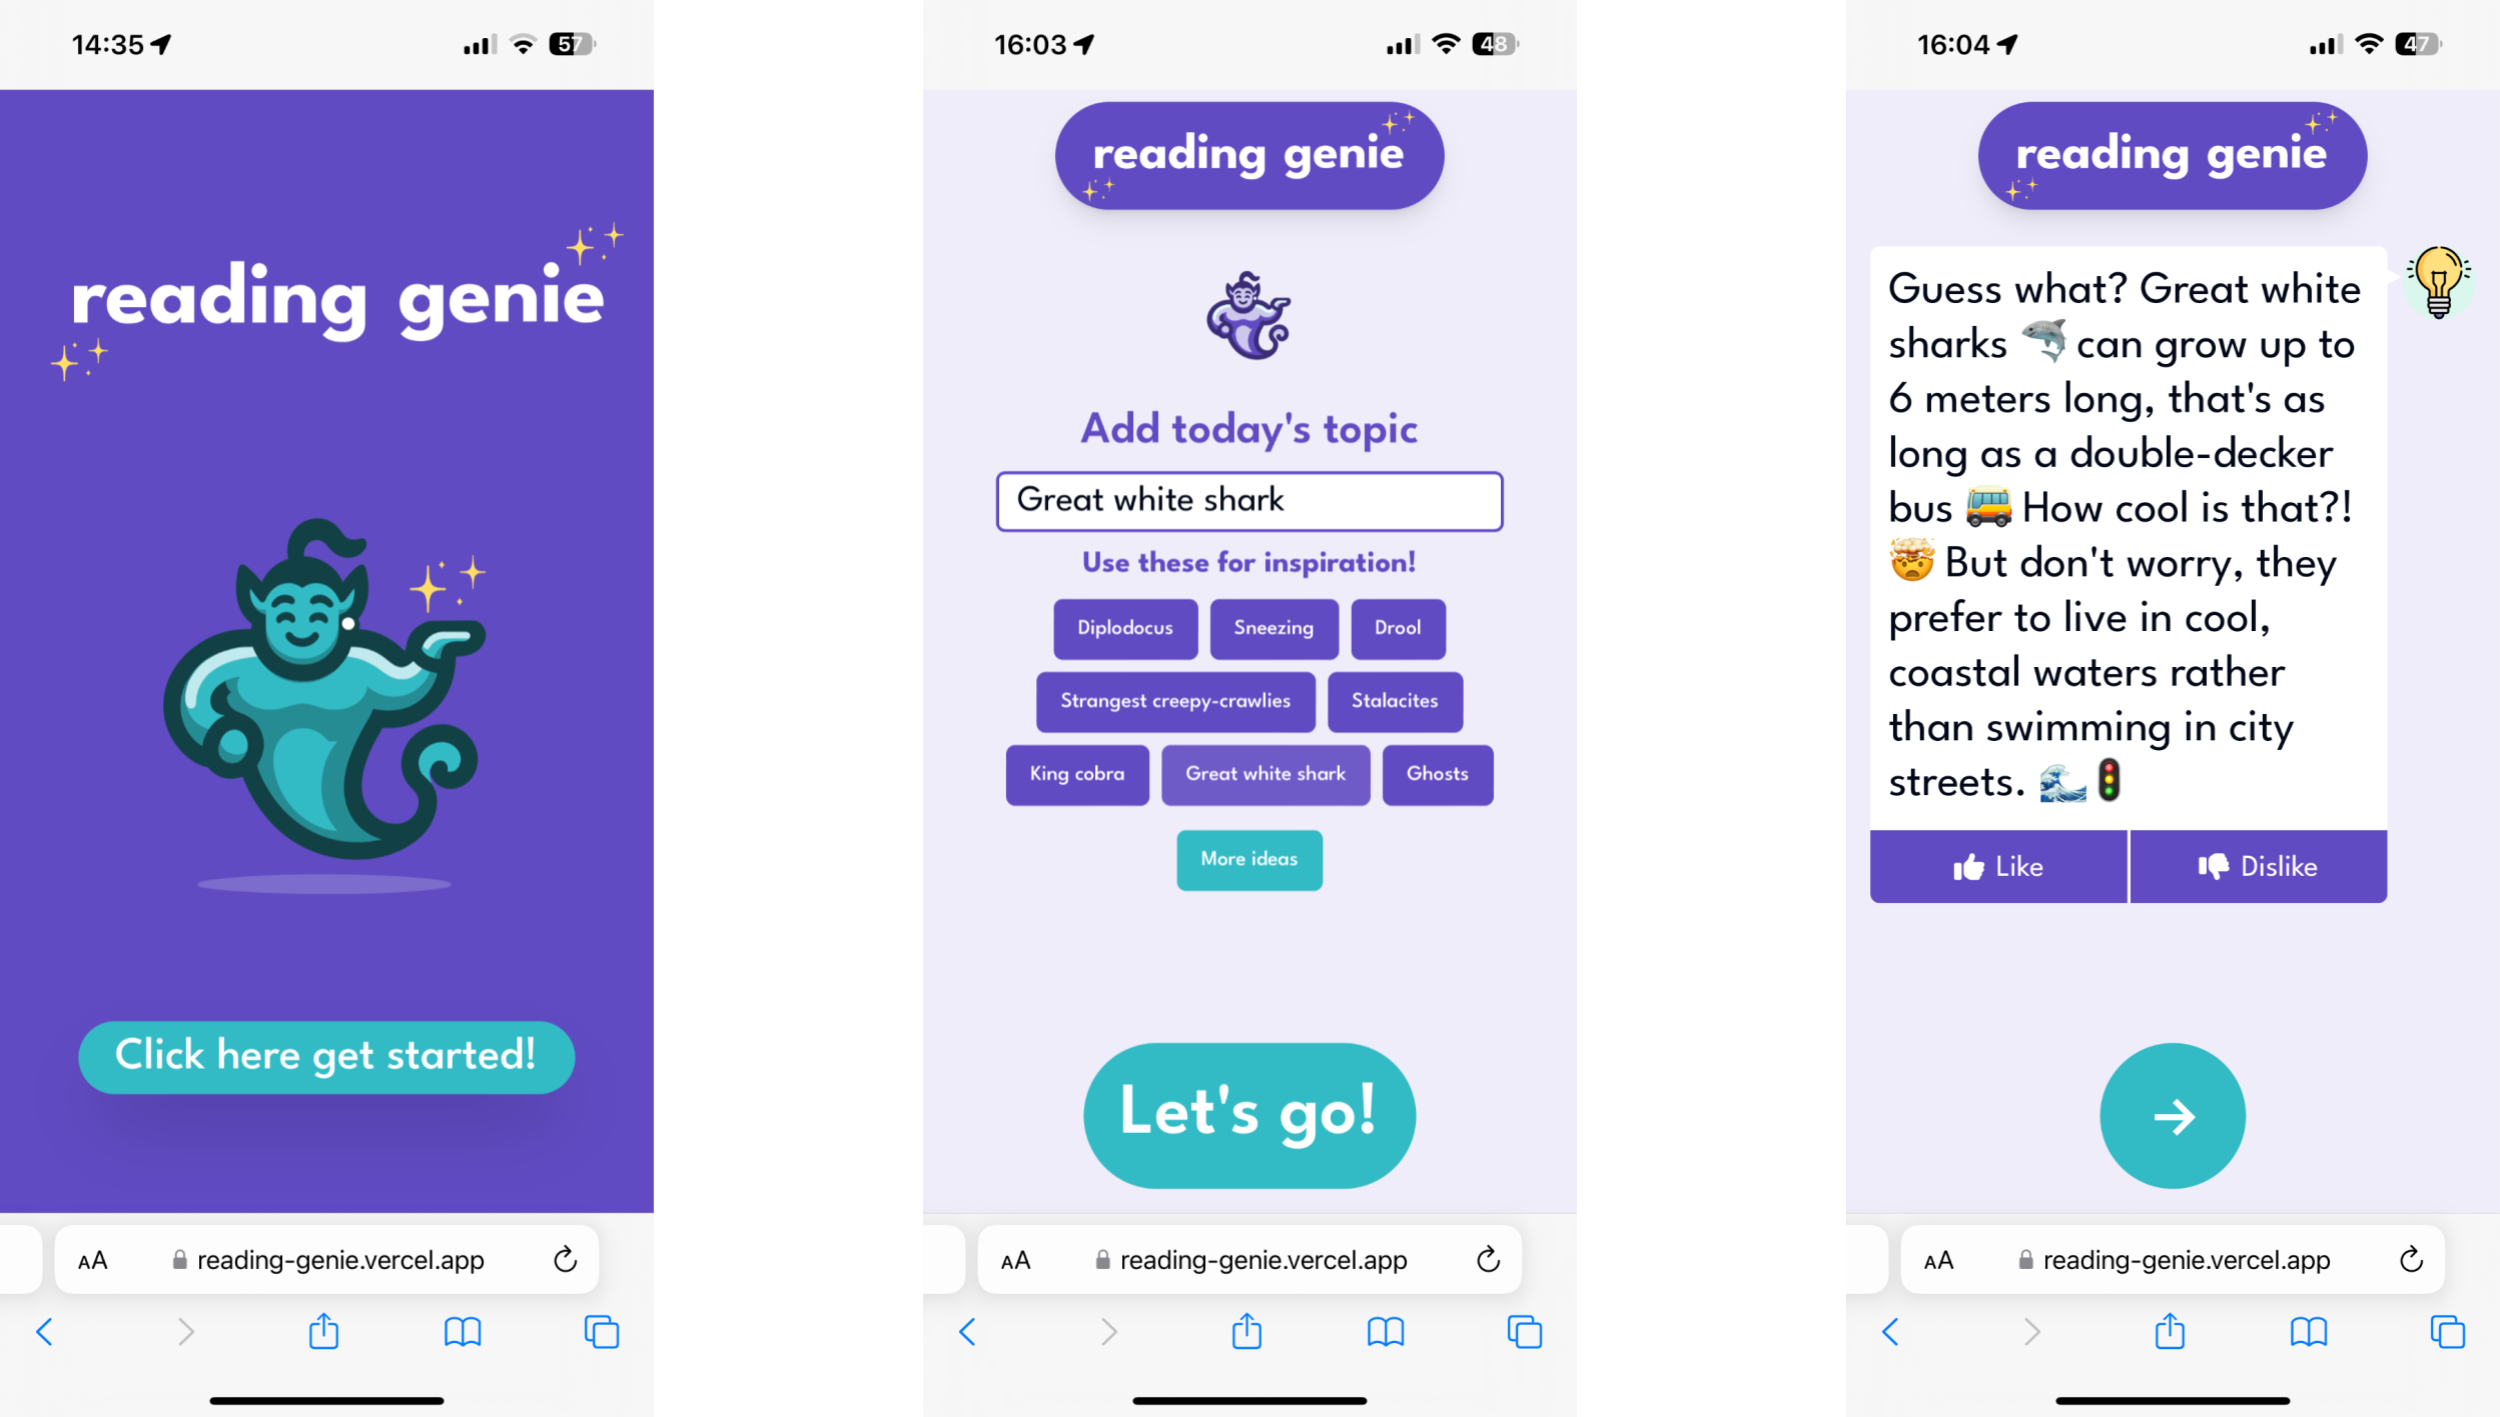 14:35
57
reading genie
Click here get started!
AA
reading-genie.vercel.app
16:03
48
reading genie
Add today's topic
Great white shark
Use these for inspiration!
Diplodocus
Sneezing
Drool
Strangest creepy-crawlies
Stalacites
King cobra
Great white shark
Ghosts
More ideas
Let's go!
AA
reading-genie.vercel.app
16:04
47
reading genie
Guess what? Great white
sharks 🦈 can grow up to
6 meters long, that's as
long as a double-decker
bus 🚌 How cool is that?!
🤯 But don't worry, they
prefer to live in cool,
coastal waters rather
than swimming in city
streets. 🌊🚦
Like
Dislike
AA
reading-genie.vercel.app